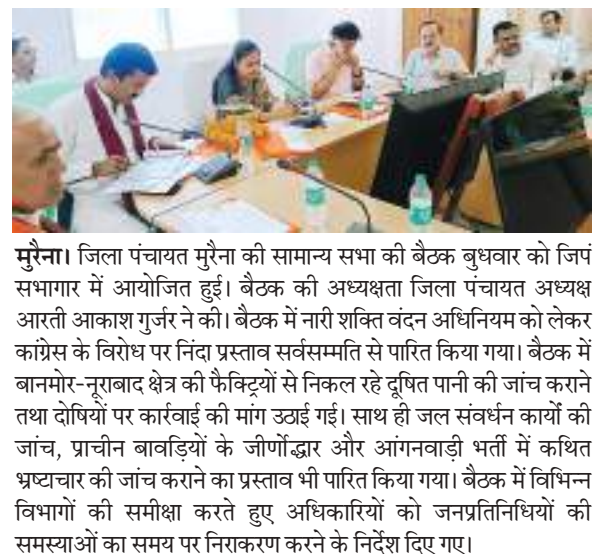 मुरैना। जिला पंचायत मुरैना की सामान्य सभा की बैठक बुधवार को जिपं
सभागार में आयोजित हुई। बैठक की अध्यक्षता जिला पंचायत अध्यक्ष
आरती आकाश गुर्जर ने की। बैठक में नारी शक्ति वंदन अधिनियम को लेकर
कांग्रेस के विरोध पर निंदा प्रस्ताव सर्वसम्मति से पारित किया गया। बैठक में
बानमोर-नूराबाद क्षेत्र की फैक्ट्रियों से निकल रहे दूषित पानी की जांच कराने
तथा दोषियों पर कार्रवाई की मांग उठाई गई। साथ ही जल संवर्धन कार्यों की
जांच, प्राचीन बावड़ियों के जीर्णोद्धार और आंगनवाड़ी भर्ती में कथित
भ्रष्टाचार की जांच कराने का प्रस्ताव भी पारित किया गया। बैठक में विभिन्न
विभागों की समीक्षा करते हुए अधिकारियों को जनप्रतिनिधियों की
समस्याओं का समय पर निराकरण करने के निर्देश दिए गए।